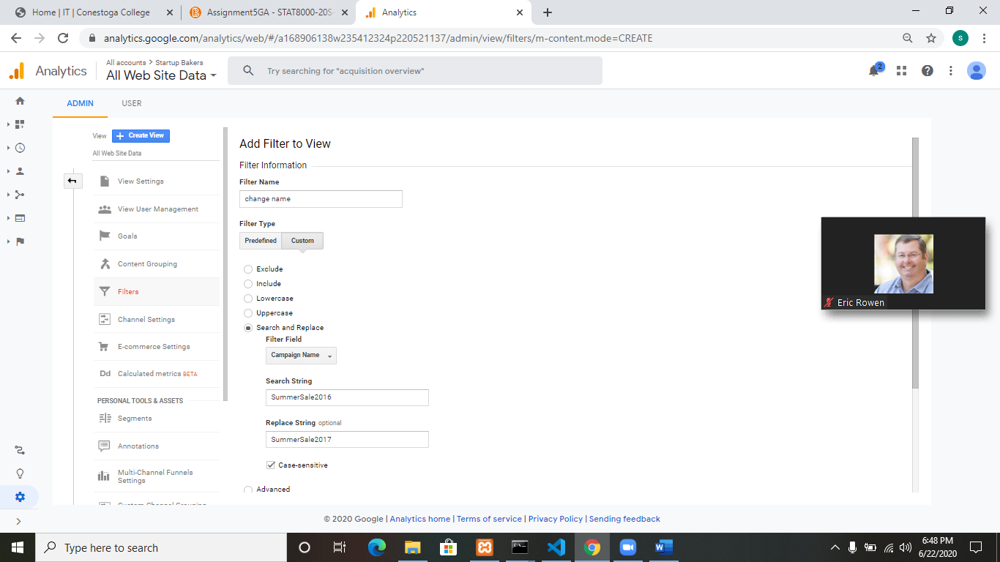 Home | IT | Conestoga College
Assignment5GA - STAT8000-20S-
Analytics
analytics.google.com/analytics/web/#/a168906138w235412324p220521137/admin/view/filters/m-content.mode=CREATE
S
Analytics
All accounts > Startup Bakers
All Web Site Data
Try searching for "acquisition overview"
2
ADMIN
USER
View
Create View
All Web Site Data
View Settings
View User Management
Goals
Content Grouping
Filters
Channel Settings
E-commerce Settings
Dd Calculated metrics BETA
PERSONAL TOOLS & ASSETS
Segments
Annotations
Multi-Channel Funnels
Settings
Custom Channel Grouping
Add Filter to View
Filter Information
Filter Name
change name
Filter Type
Predefined
Custom
Exclude
Include
Lowercase
Uppercase
Search and Replace
Filter Field
Campaign Name
Search String
SummerSale2016
Replace String optional
SummerSale2017
Case-sensitive
Advanced
Eric Rowen
© 2020 Google | Analytics home | Terms of service | Privacy Policy | Sending feedback
Type here to search
6:48 PM
6/22/2020